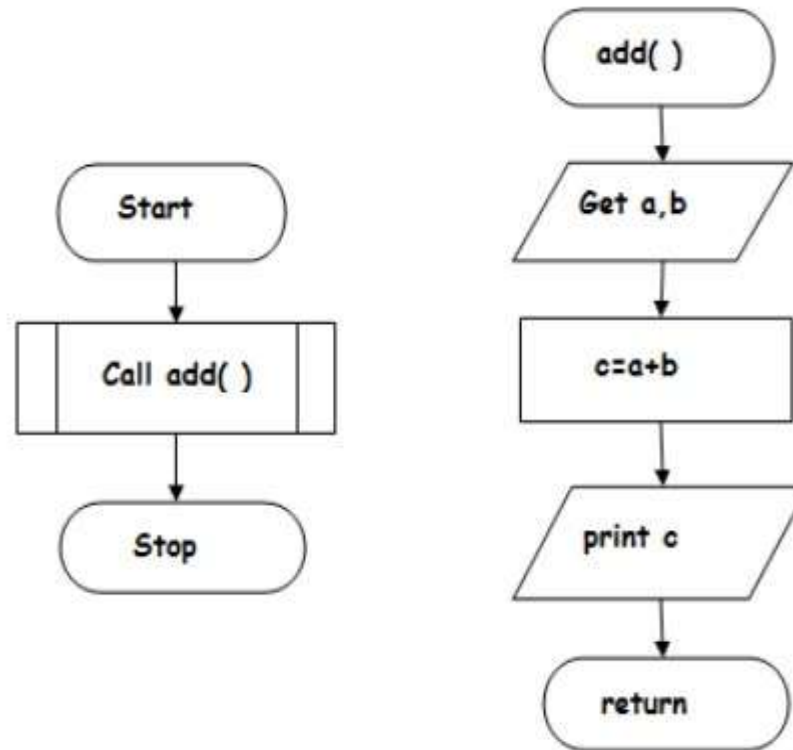 Start
Call add( )
Stop
add( )
Get a,b
c=a+b
print c
return